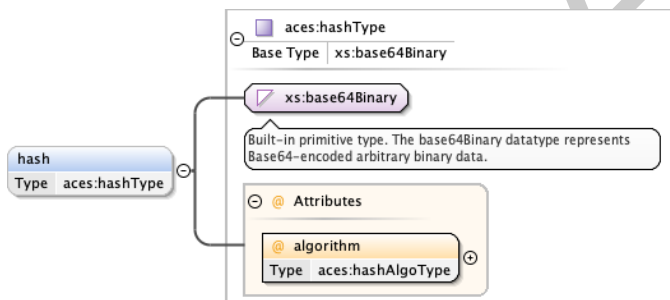 aces:hashType
Base Type xs:base64Binary
xs:base64Binary
Built-in primitive type. The base64Binary datatype represents
Base64-encoded arbitrary binary data.
hash
Type aces:hashType
@ Attributes
@ algorithm
Type aces:hashAlgoType